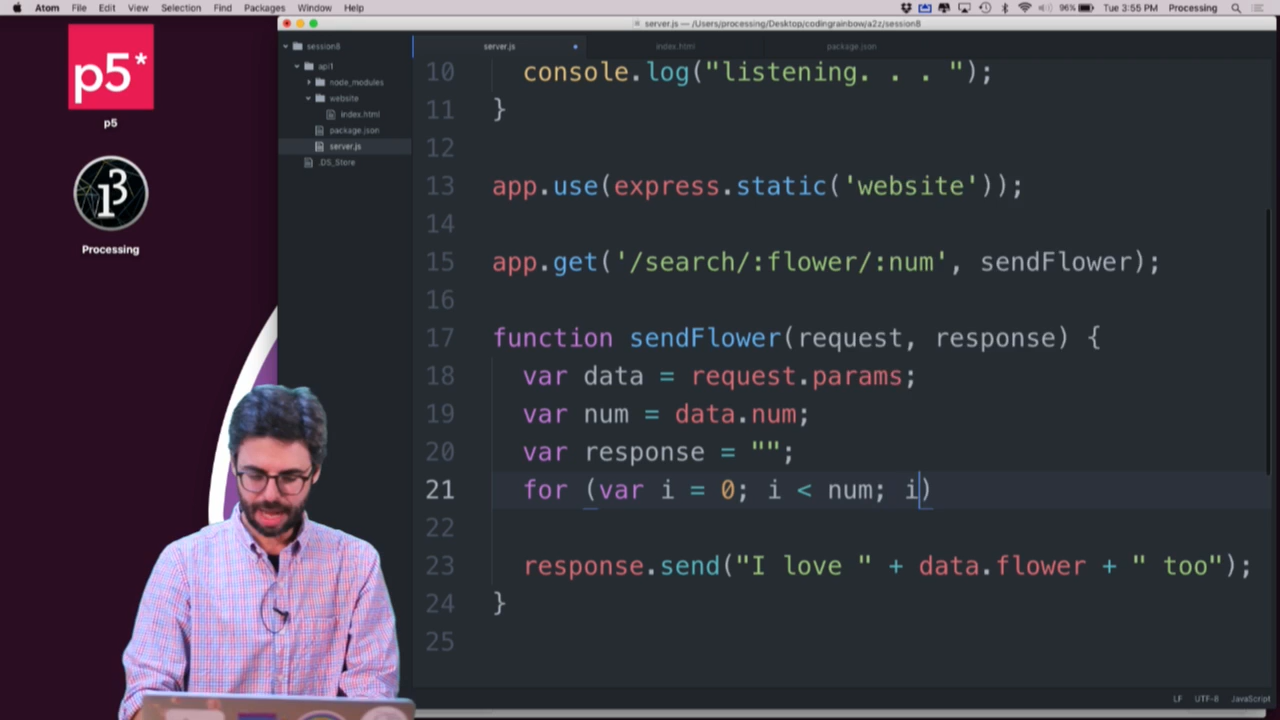 Atom File Edit View Selection Find Packages Window Help 96% Tue 3:55 PM Processing
server.js — /Users/processing/Desktop/codingrainbow/a2z/session8
session8
api1
node_modules
website
index.html
package.json
server.js
.DS_Store
p5*
p5
Processing
server.js index.html package.json
10 console.log("listening. . . ");
11 }
12
13 app.use(express.static('website'));
14
15 app.get('/search/:flower/:num', sendFlower);
16
17 function sendFlower(request, response) {
18 var data = request.params;
19 var num = data.num;
20 var response = "";
21 for (var i = 0; i < num; i)
22
23 response.send("I love " + data.flower + " too");
24 }
25
LF UTF-8 JavaScript